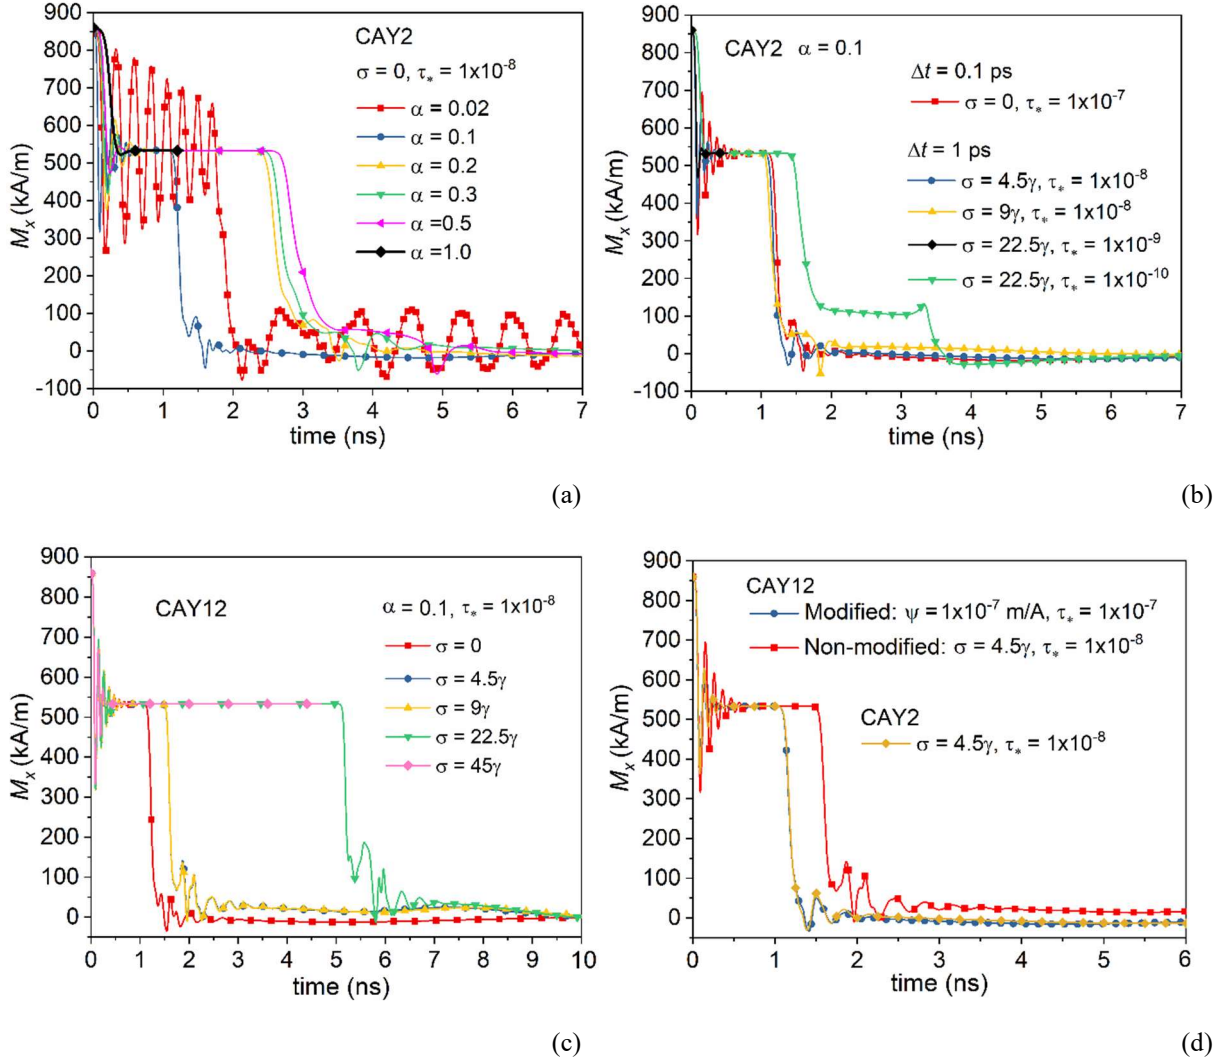 900
800
700
600
500
400
300
200
100
0
-100
0 1 2 3 4 5 6 7
M_x (kA/m)
time (ns)
CAY2
σ = 0, τ* = 1x10⁻⁸
α = 0.02
α = 0.1
α = 0.2
α = 0.3
α =0.5
α =1.0
(a)
900
800
700
600
500
400
300
200
100
0
-100
0 1 2 3 4 5 6 7
M_x (kA/m)
time (ns)
CAY2 α = 0.1
Δt = 0.1 ps
σ = 0, τ* = 1x10⁻⁷
Δt = 1 ps
σ = 4.5γ, τ* = 1x10⁻⁸
σ = 9γ, τ* = 1x10⁻⁸
σ = 22.5γ, τ* = 1x10⁻⁹
σ = 22.5γ, τ* = 1x10⁻¹⁰
(b)
900
800
700
600
500
400
300
200
100
0
0 1 2 3 4 5 6 7 8 9 10
M_x (kA/m)
time (ns)
CAY12
α = 0.1, τ* = 1x10⁻⁸
σ = 0
σ = 4.5γ
σ = 9γ
σ = 22.5γ
σ = 45γ
(c)
900
800
700
600
500
400
300
200
100
0
0 1 2 3 4 5 6
M_x (kA/m)
time (ns)
CAY12
Modified: ψ = 1x10⁻⁷ m/A, τ* = 1x10⁻⁷
Non-modified: σ = 4.5γ, τ* = 1x10⁻⁸
CAY2
σ = 4.5γ, τ* = 1x10⁻⁸
(d)